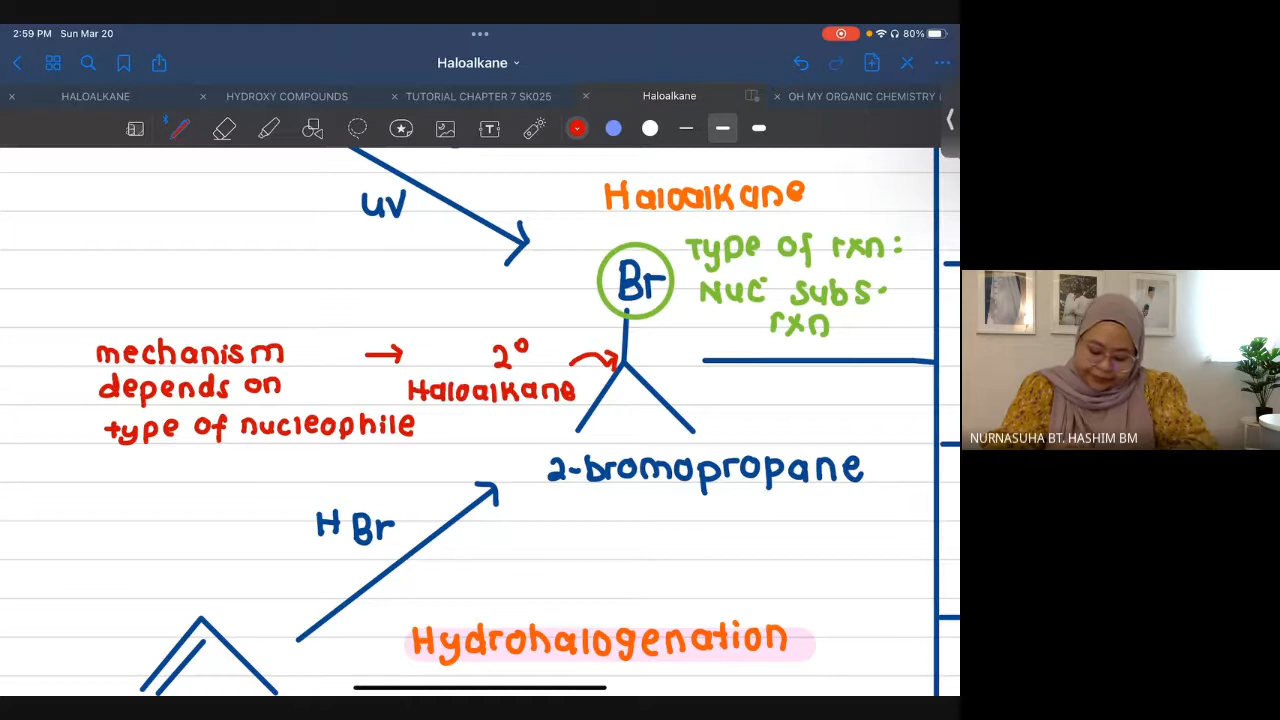 2:59 PM Sun Mar 20
80%
Haloalkane
HALOALKANE
HYDROXY COMPOUNDS
TUTORIAL CHAPTER 7 SK025
Haloalkane
OH MY ORGANIC CHEMISTRY
UV
Haloalkane
Type of rxn:
Br
Nuc subs.
rxn
mechanism → 2°
depends on Haloalkane
type of nucleophile
2-bromopropane
H Br
Hydrohalogenation
NURNASUHA BT. HASHIM BM